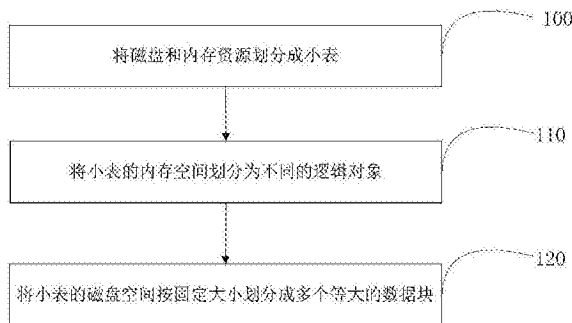 100
将磁盘和内存资源划分成小表
110
将小表的内存空间划分为不同的逻辑对象
120
将小表的磁盘空间按固定大小划分成多个等大的数据块